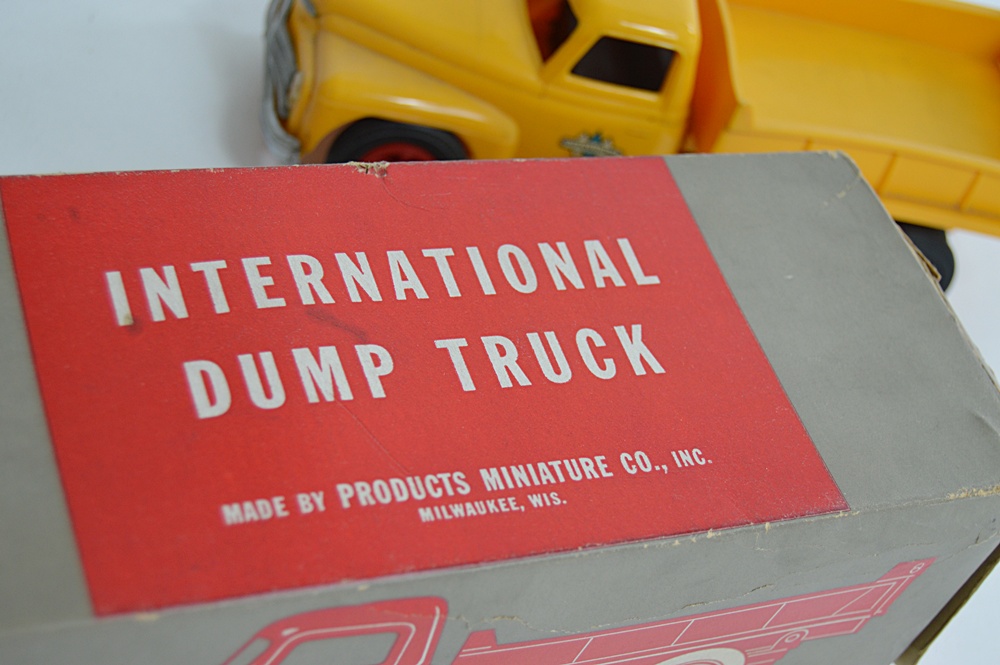 INTERNATIONAL
DUMP TRUCK
MADE BY PRODUCTS MINIATURE CO., INC.
MILWAUKEE, WIS.